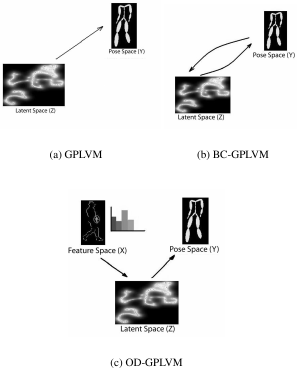 Pose Space (Y)
Latent Space (Z)
(a) GPLVM
Pose Space (Y)
Latent Space (Z)
(b) BC-GPLVM
Feature Space (X)
Pose Space (Y)
Latent Space (Z)
(c) OD-GPLVM